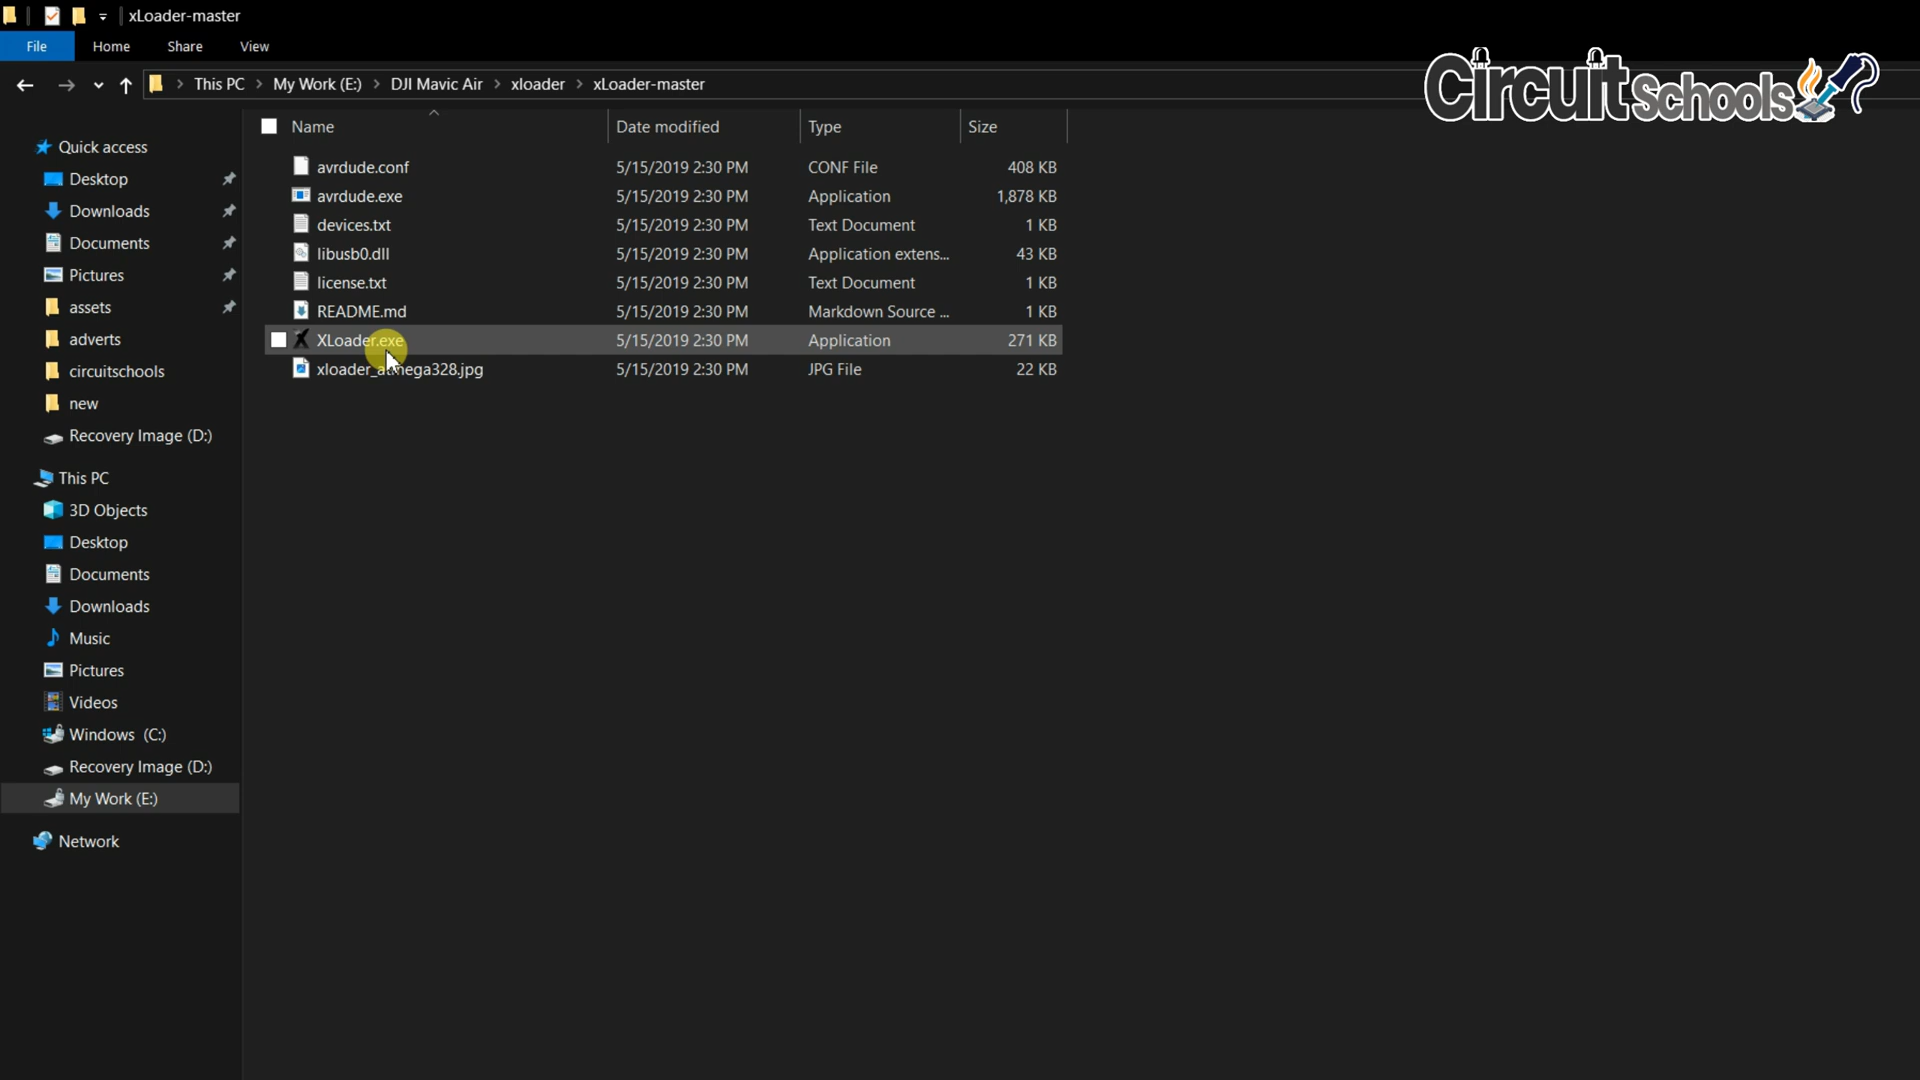 xLoader-master
File Home Share View
This PC My Work (E:) DJI Mavic Air xloader xLoader-master
Circuit Schools
Name Date modified Type Size
avrdude.conf 5/15/2019 2:30 PM CONF File 408 KB
avrdude.exe 5/15/2019 2:30 PM Application 1,878 KB
devices.txt 5/15/2019 2:30 PM Text Document 1 KB
libusb0.dll 5/15/2019 2:30 PM Application extens... 43 KB
license.txt 5/15/2019 2:30 PM Text Document 1 KB
README.md 5/15/2019 2:30 PM Markdown Source ... 1 KB
XLoader.exe 5/15/2019 2:30 PM Application 271 KB
xloader_atmega328.jpg 5/15/2019 2:30 PM JPG File 22 KB
Quick access
Desktop
Downloads
Documents
Pictures
assets
adverts
circuitschools
new
Recovery Image (D:)
This PC
3D Objects
Desktop
Documents
Downloads
Music
Pictures
Videos
Windows (C:)
Recovery Image (D:)
My Work (E:)
Network